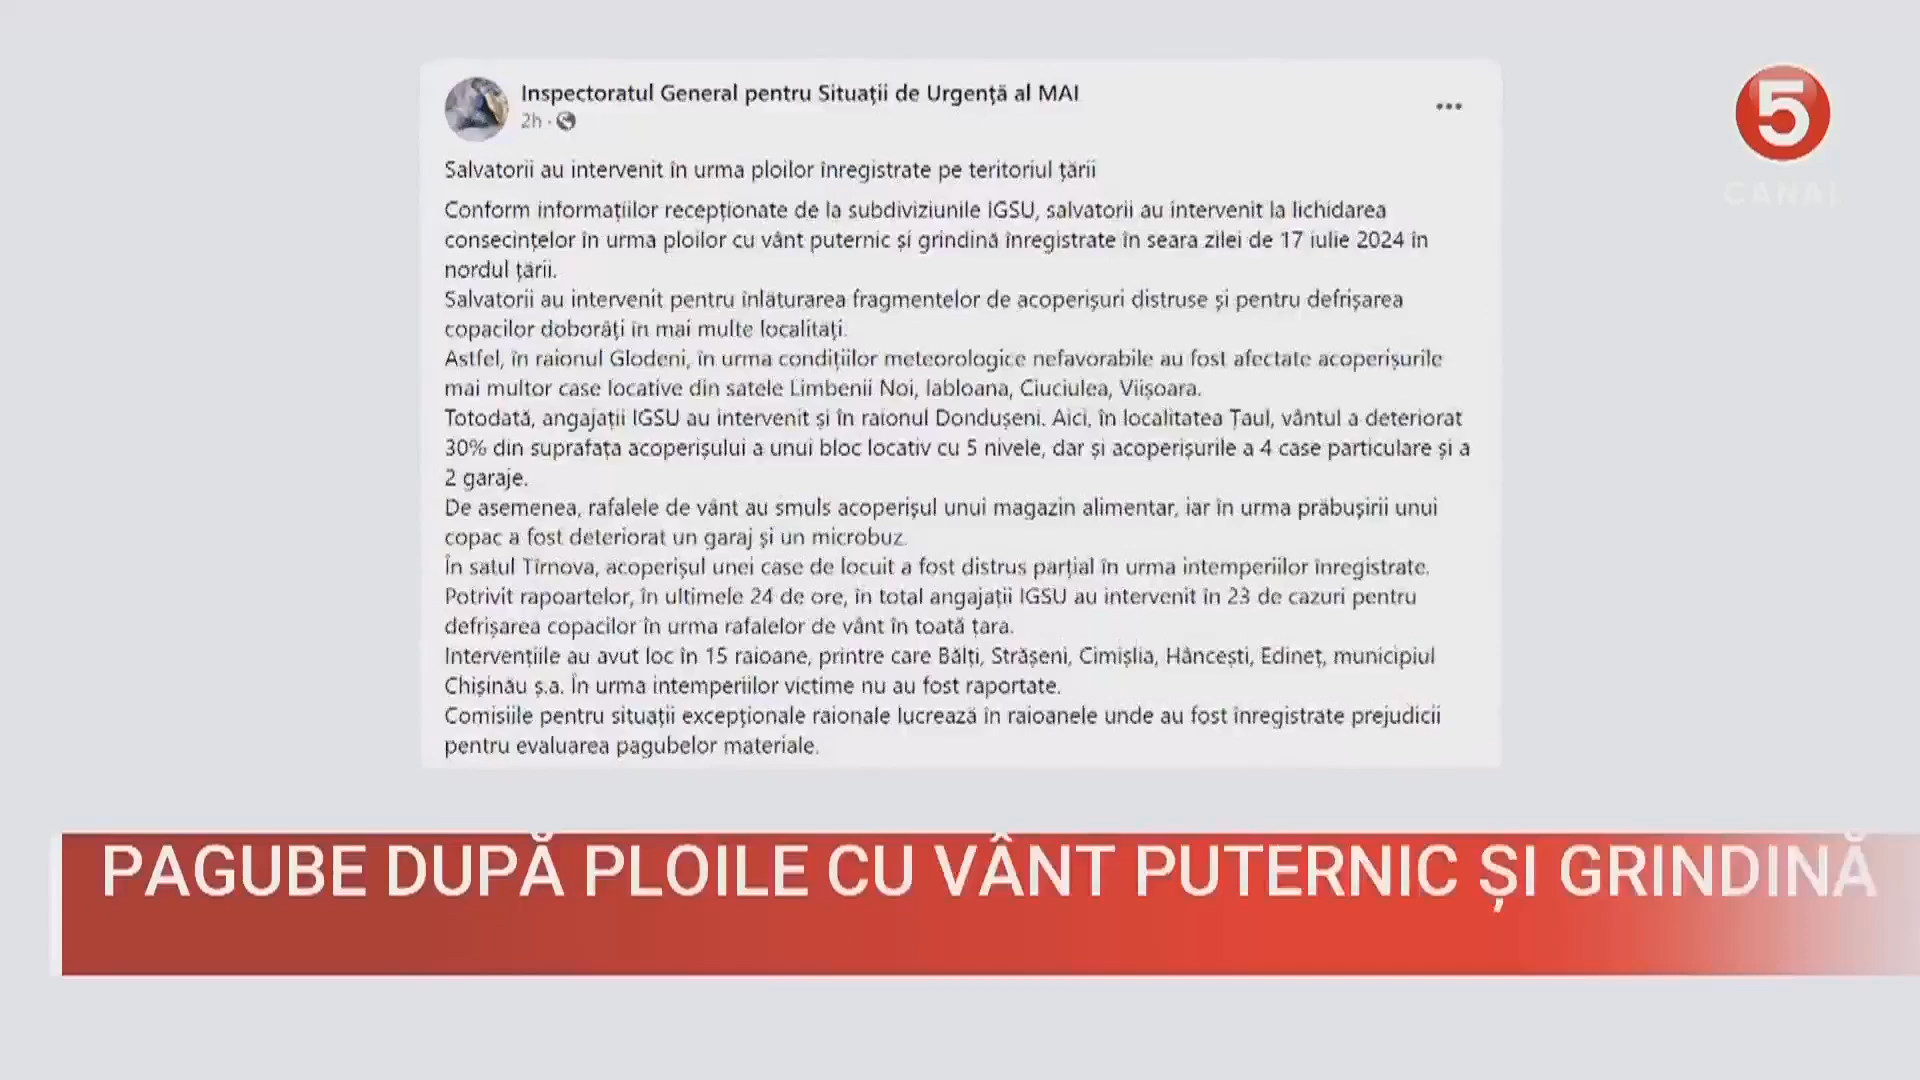 Inspectoratul General pentru Situații de Urgență al MAI
2h ·
5
CANAL
Salvatorii au intervenit în urma ploilor înregistrate pe teritoriul țării
Conform informațiilor recepționate de la subdiviziunile IGSU, salvatorii au intervenit la lichidarea
consecințelor în urma ploilor cu vânt puternic și grindină înregistrate în seara zilei de 17 iulie 2024 în
nordul țării.
Salvatorii au intervenit pentru înlăturarea fragmentelor de acoperișuri distruse și pentru defrișarea
copacilor doborâți în mai multe localități.
Astfel, în raionul Glodeni, în urma condițiilor meteorologice nefavorabile au fost afectate acoperișurile
mai multor case locative din satele Limbenii Noi, Iabloana, Ciuciulea, Viișoara.
Totodată, angajații IGSU au intervenit și în raionul Dondușeni. Aici, în localitatea Țaul, vântul a deteriorat
30% din suprafața acoperișului a unui bloc locativ cu 5 nivele, dar și acoperișurile a 4 case particulare și a
2 garaje.
De asemenea, rafalele de vânt au smuls acoperișul unui magazin alimentar, iar în urma prăbușirii unui
copac a fost deteriorat un garaj și un microbuz.
În satul Tîrnova, acoperișul unei case de locuit a fost distrus parțial în urma intemperiilor înregistrate.
Potrivit rapoartelor, în ultimele 24 de ore, în total angajații IGSU au intervenit în 23 de cazuri pentru
defrișarea copacilor în urma rafalelor de vânt în toată țara.
Intervențiile au avut loc în 15 raioane, printre care Bălți, Strășeni, Cimișlia, Hâncești, Edineț, municipiul
Chișinău ș.a. În urma intemperiilor victime nu au fost raportate.
Comisiile pentru situații excepționale raionale lucrează în raioanele unde au fost înregistrate prejudicii
pentru evaluarea pagubelor materiale.
PAGUBE DUPĂ PLOILE CU VÂNT PUTERNIC ȘI GRINDINĂ